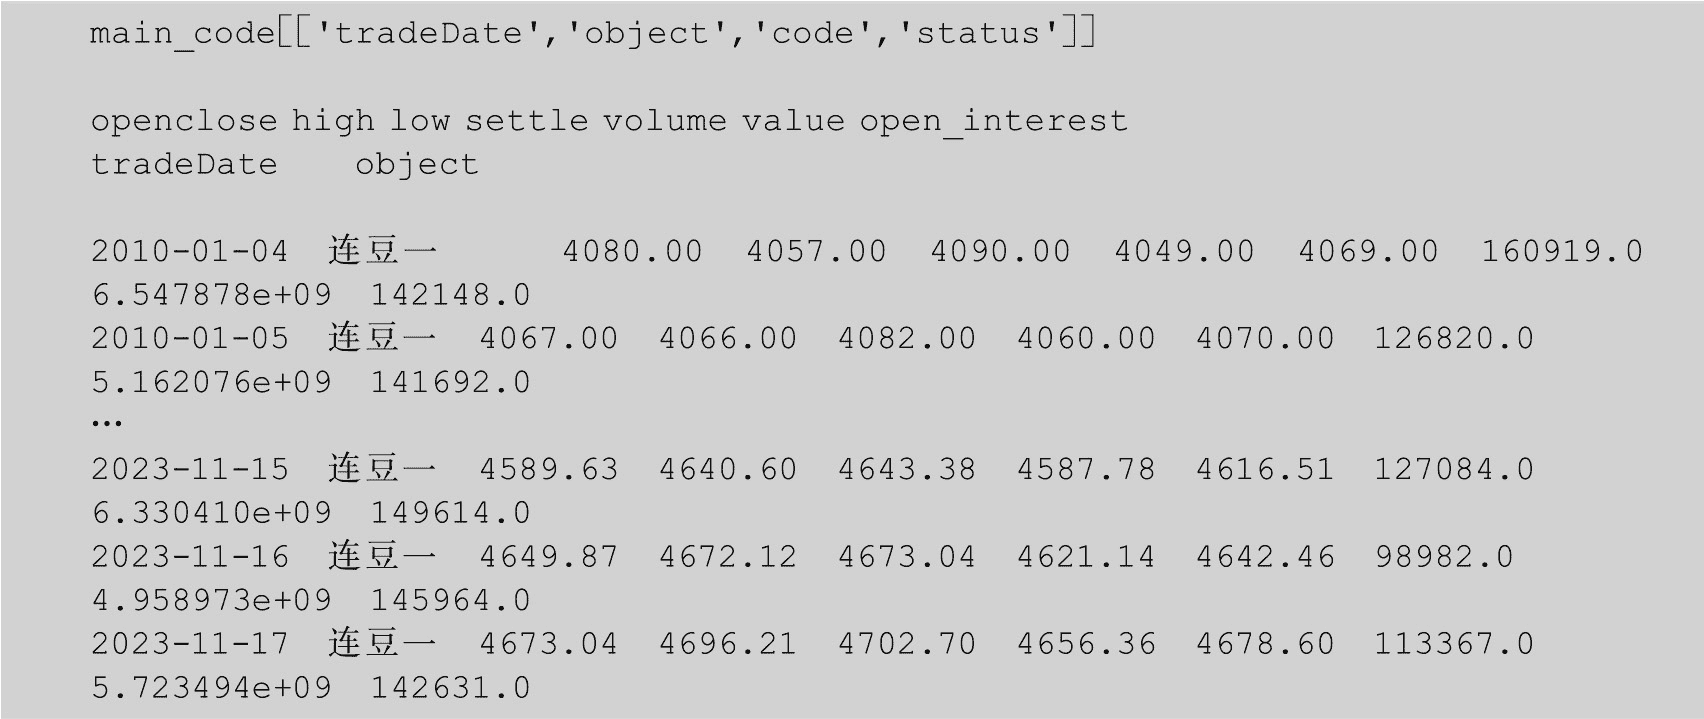 main_code[['tradeDate','object','code','status']]
openclose high low settle volume value open_interest
tradeDate object
2010-01-04 连豆一 4080.00 4057.00 4090.00 4049.00 4069.00 160919.0
6.547878e+09 142148.0
2010-01-05 连豆一 4067.00 4066.00 4082.00 4060.00 4070.00 126820.0
5.162076e+09 141692.0
…
2023-11-15 连豆一 4589.63 4640.60 4643.38 4587.78 4616.51 127084.0
6.330410e+09 149614.0
2023-11-16 连豆一 4649.87 4672.12 4673.04 4621.14 4642.46 98982.0
4.958973e+09 145964.0
2023-11-17 连豆一 4673.04 4696.21 4702.70 4656.36 4678.60 113367.0
5.723494e+09 142631.0